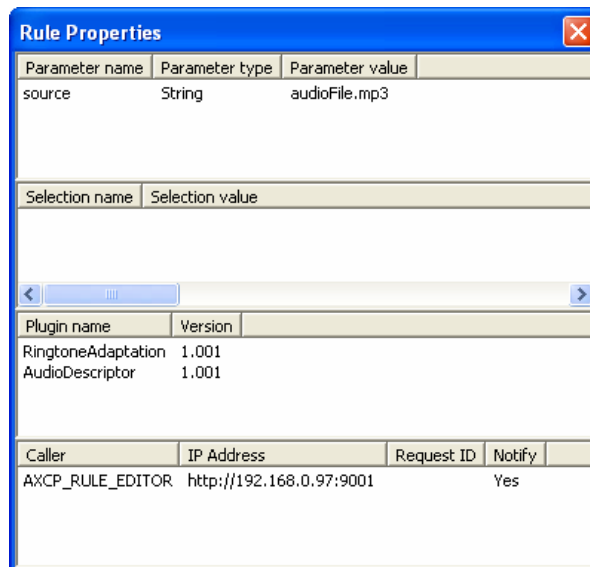 Rule Properties
Parameter name Parameter type Parameter value
source String audioFile.mp3
Selection name Selection value
Plugin name Version
RingtoneAdaptation 1.001
AudioDescriptor 1.001
Caller IP Address Request ID Notify
AXCP_RULE_EDITOR http://192.168.0.97:9001 Yes